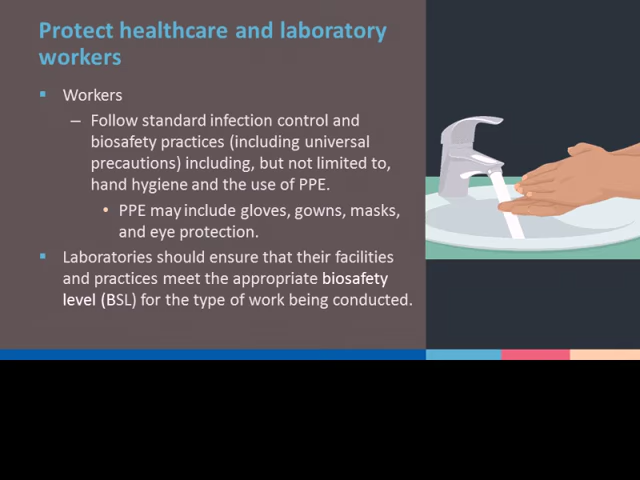 Protect healthcare and laboratory
workers
▪ Workers
– Follow standard infection control and
biosafety practices (including universal
precautions) including, but not limited to,
hand hygiene and the use of PPE.
• PPE may include gloves, gowns, masks,
and eye protection.
▪ Laboratories should ensure that their facilities
and practices meet the appropriate biosafety
level (BSL) for the type of work being conducted.